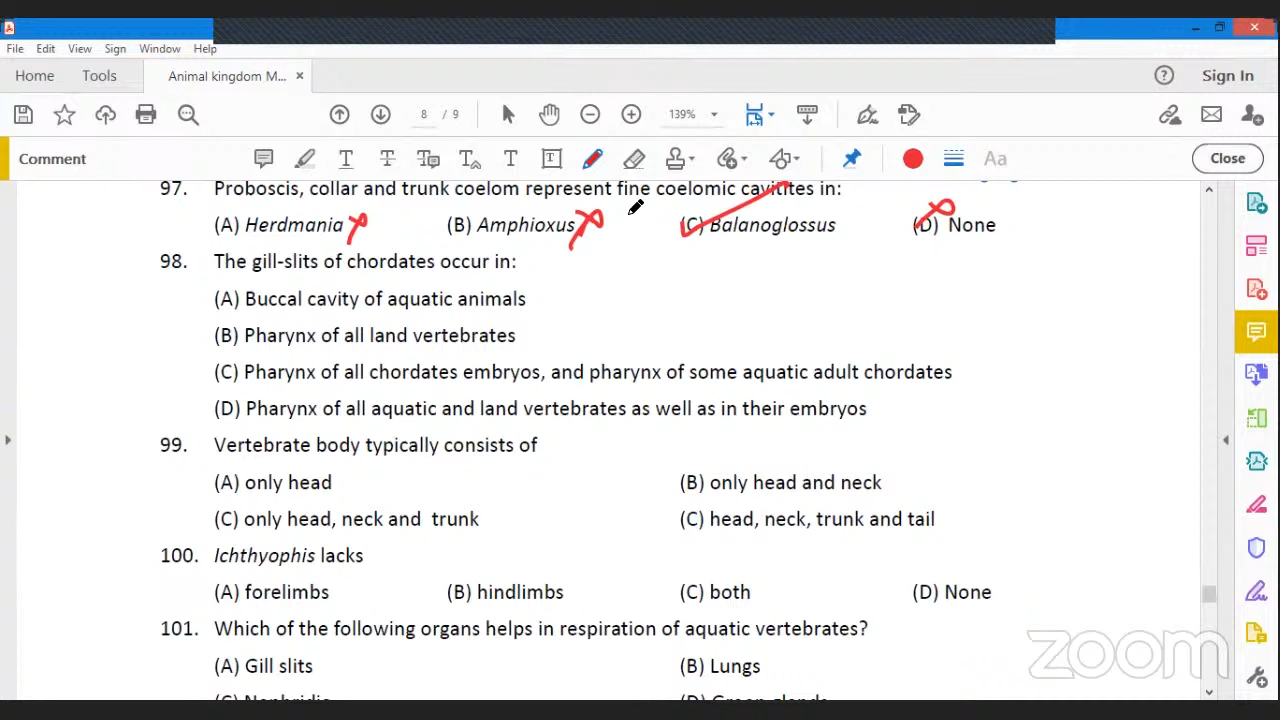 File Edit View Sign Window Help
Home Tools Animal kingdom M... × Sign In
8 / 9 139%
Comment Close
97. Proboscis, collar and trunk coelom represent fine coelomic cavitites in:
(A) Herdmania (B) Amphioxus (C) Balanoglossus (D) None
98. The gill-slits of chordates occur in:
(A) Buccal cavity of aquatic animals
(B) Pharynx of all land vertebrates
(C) Pharynx of all chordates embryos, and pharynx of some aquatic adult chordates
(D) Pharynx of all aquatic and land vertebrates as well as in their embryos
99. Vertebrate body typically consists of
(A) only head (B) only head and neck
(C) only head, neck and trunk (C) head, neck, trunk and tail
100. Ichthyophis lacks
(A) forelimbs (B) hindlimbs (C) both (D) None
101. Which of the following organs helps in respiration of aquatic vertebrates?
(A) Gill slits (B) Lungs
(C) Nephridia (D) Green glands
zoom